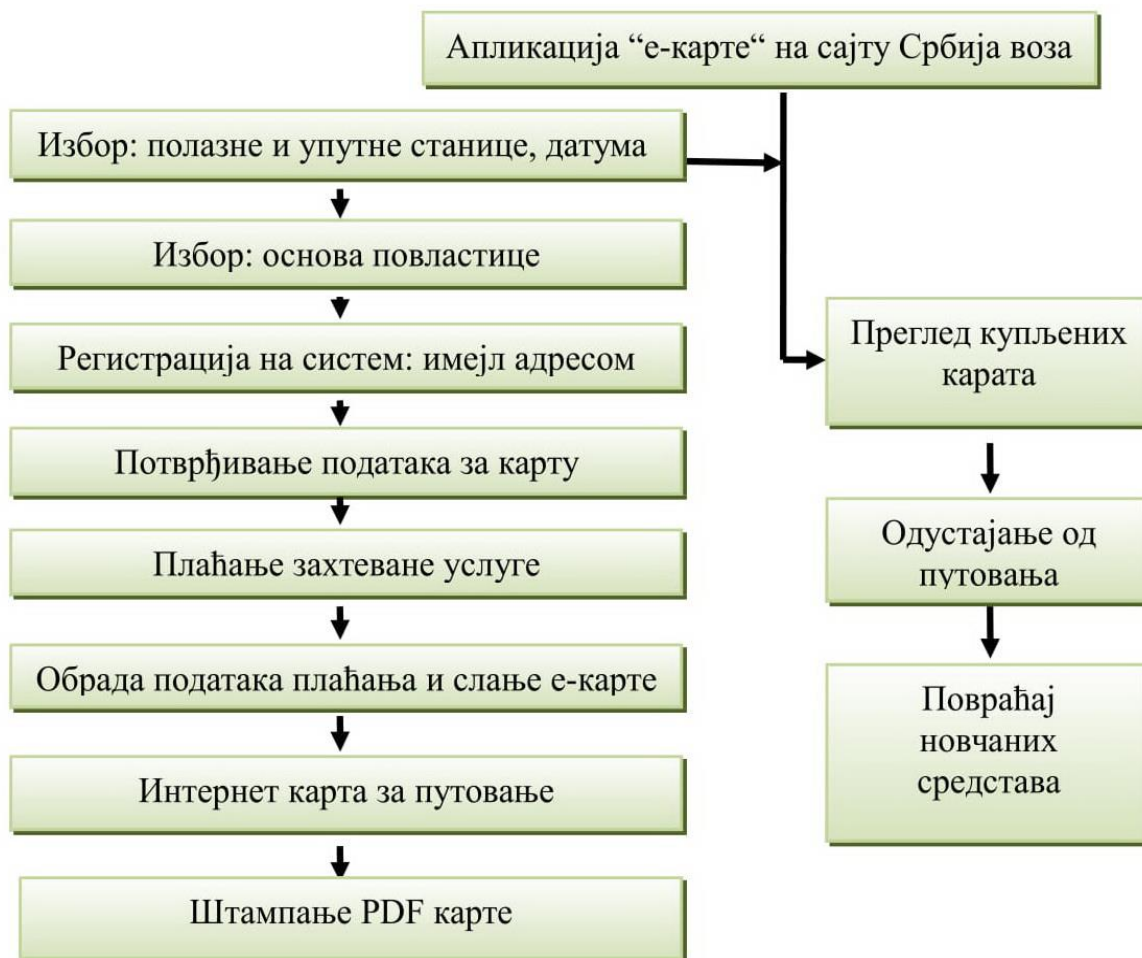 Апликација “е-карте“ на сајту Србија воза
Избор: полазне и упутне станице, датума
Избор: основа повластице
Регистрација на систем: имејл адресом
Потврђивање података за карту
Плаћање захтеване услуге
Обрада података плаћања и слање е-карте
Интернет карта за путовање
Штампање PDF карте
Преглед купљених
карата
Одустајање од
путовања
Повраћај
новчаних
средстава